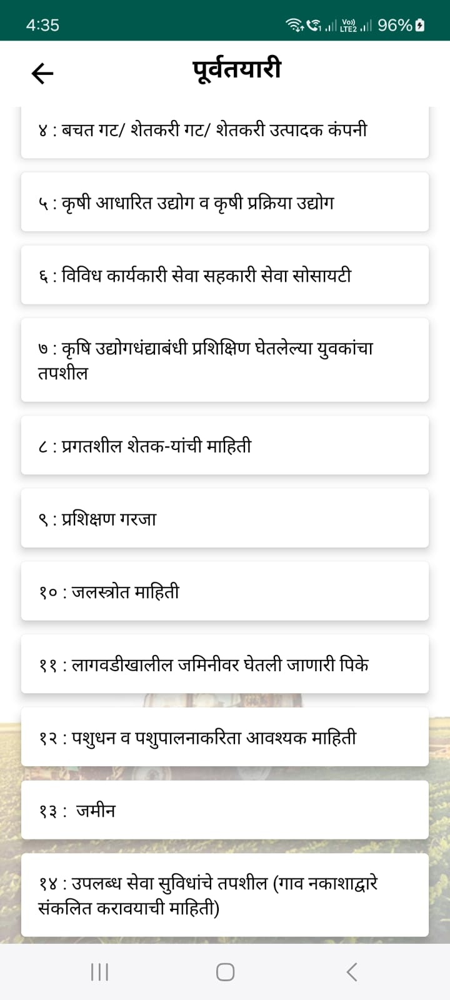 4:35
Vo))
LTE2
96%
पूर्वतयारी
४ : बचत गट/ शेतकरी गट/ शेतकरी उत्पादक कंपनी
५ : कृषी आधारित उद्योग व कृषी प्रक्रिया उद्योग
६ : विविध कार्यकारी सेवा सहकारी सेवा सोसायटी
७ : कृषि उद्योगधंद्याबंधी प्रशिक्षिण घेतलेल्या युवकांचा
तपशील
८ : प्रगतशील शेतक-यांची माहिती
९ : प्रशिक्षण गरजा
१० : जलस्त्रोत माहिती
११ : लागवडीखालील जमिनीवर घेतली जाणारी पिके
१२ : पशुधन व पशुपालनाकरिता आवश्यक माहिती
१३ :  जमीन
१४ : उपलब्ध सेवा सुविधांचे तपशील (गाव नकाशाद्वारे
संकलित करावयाची माहिती)